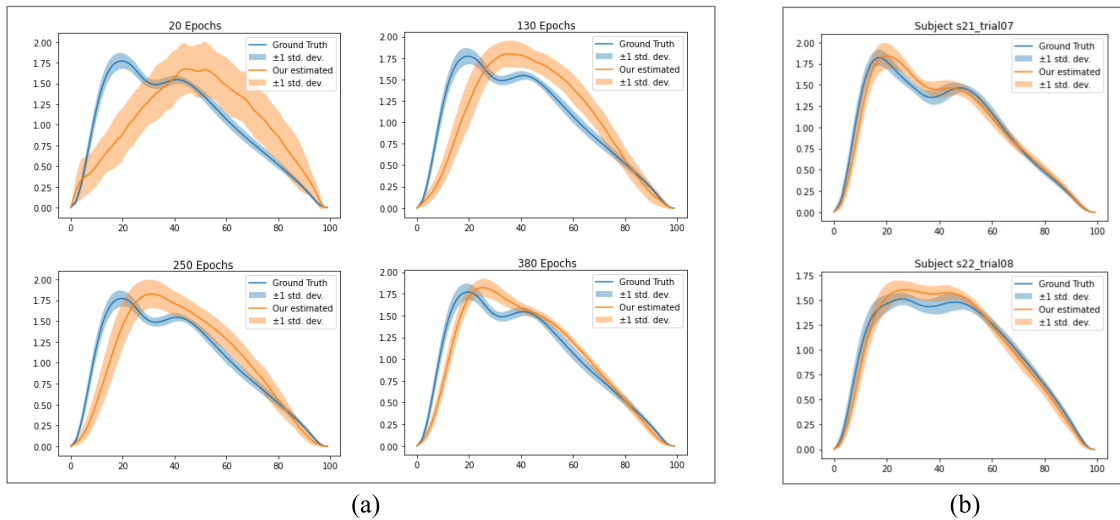 20 Epochs
2.00
1.75
1.50
1.25
1.00
0.75
0.50
0.25
0.00
0 20 40 60 80 100
Ground Truth
±1 std. dev.
Our estimated
±1 std. dev.
130 Epochs
2.00
1.75
1.50
1.25
1.00
0.75
0.50
0.25
0.00
0 20 40 60 80 100
Ground Truth
±1 std. dev.
Our estimated
±1 std. dev.
250 Epochs
2.00
1.75
1.50
1.25
1.00
0.75
0.50
0.25
0.00
0 20 40 60 80 100
Ground Truth
±1 std. dev.
Our estimated
±1 std. dev.
380 Epochs
2.00
1.75
1.50
1.25
1.00
0.75
0.50
0.25
0.00
0 20 40 60 80 100
Ground Truth
±1 std. dev.
Our estimated
±1 std. dev.
(a)
Subject s21_trial07
2.00
1.75
1.50
1.25
1.00
0.75
0.50
0.25
0.00
0 20 40 60 80 100
Ground Truth
±1 std. dev.
Our estimated
±1 std. dev.
Subject s22_trial08
1.75
1.50
1.25
1.00
0.75
0.50
0.25
0.00
0 20 40 60 80 100
Ground Truth
±1 std. dev.
Our estimated
±1 std. dev.
(b)